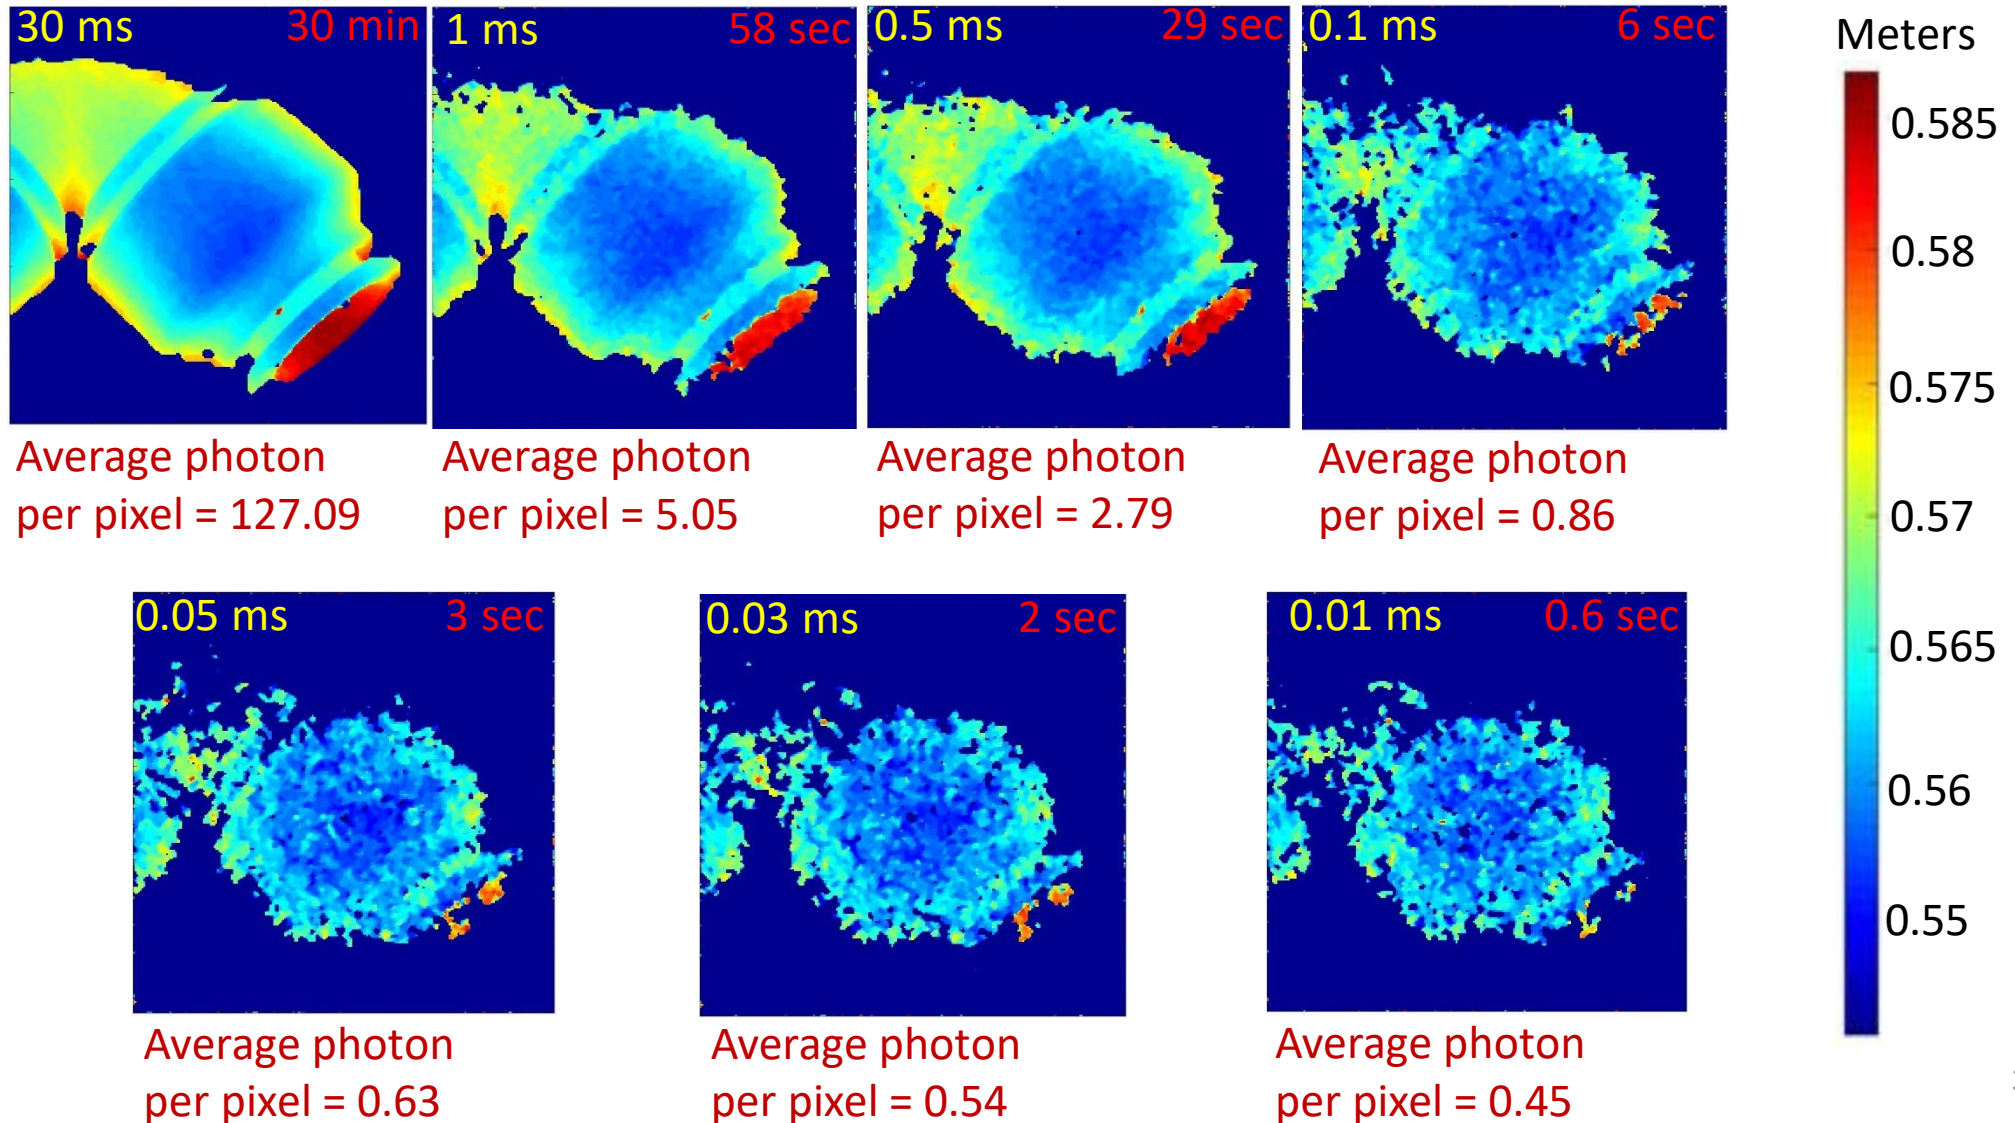 30 ms 30 min
1 ms 58 sec
0.5 ms 29 sec
0.1 ms 6 sec
Average photon
per pixel = 127.09
Average photon
per pixel = 5.05
Average photon
per pixel = 2.79
Average photon
per pixel = 0.86
0.05 ms 3 sec
0.03 ms 2 sec
0.01 ms 0.6 sec
Average photon
per pixel = 0.63
Average photon
per pixel = 0.54
Average photon
per pixel = 0.45
Meters
0.585
0.58
0.575
0.57
0.565
0.56
0.55